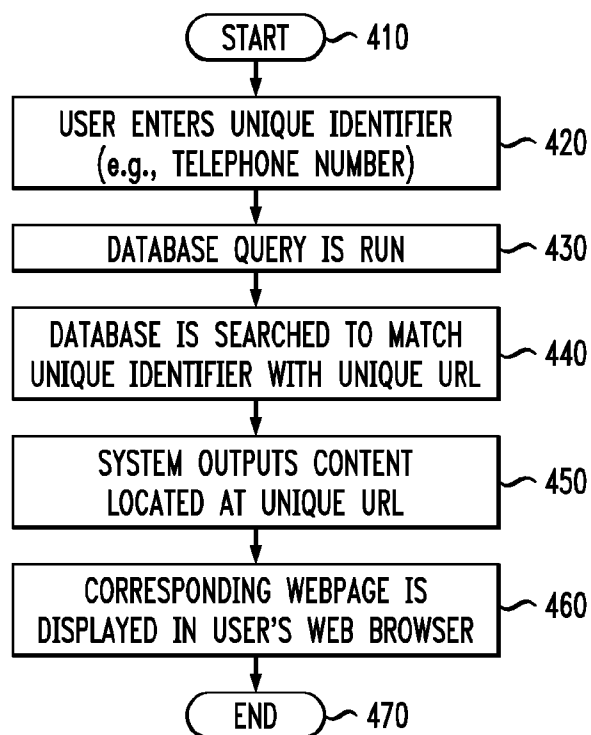 START 410
USER ENTERS UNIQUE IDENTIFIER
(e.g., TELEPHONE NUMBER) 420
DATABASE QUERY IS RUN 430
DATABASE IS SEARCHED TO MATCH
UNIQUE IDENTIFIER WITH UNIQUE URL 440
SYSTEM OUTPUTS CONTENT
LOCATED AT UNIQUE URL 450
CORRESPONDING WEBPAGE IS
DISPLAYED IN USER'S WEB BROWSER 460
END 470